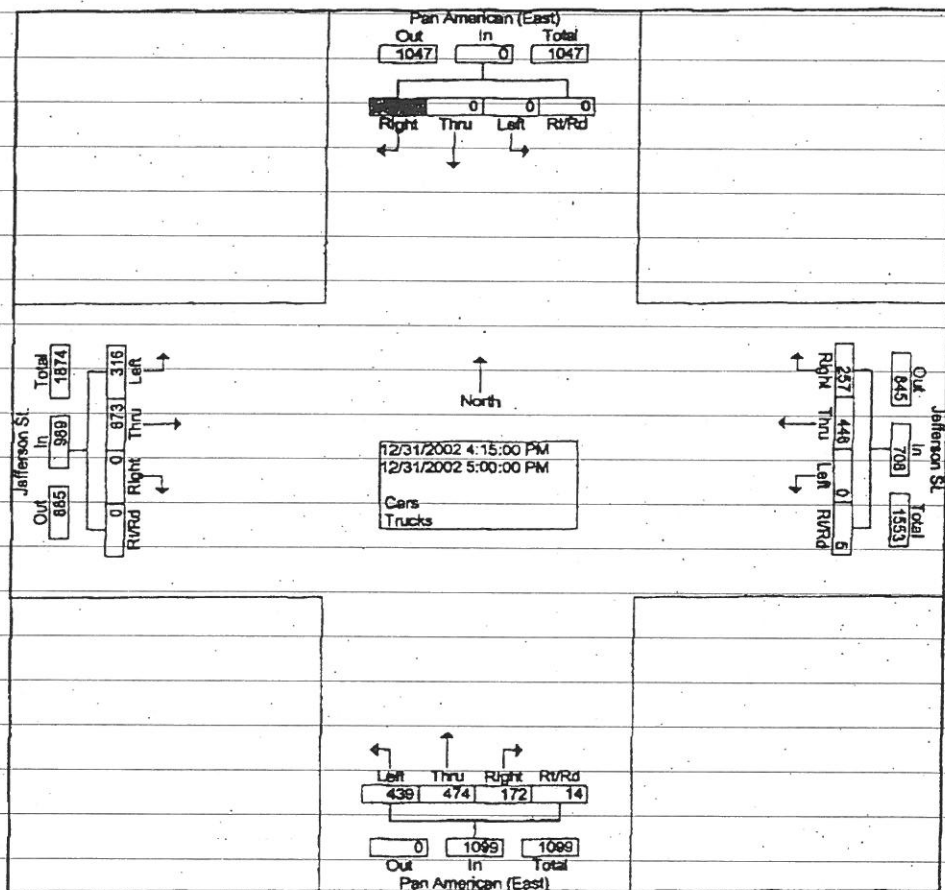 Pan American (East)
Out In Total
1047 0 1047
0 0 0
Right Thru Left Rt/Rd
Jefferson St.
Total In Out
1874 989 885
316 673 0 0
Left Thru Right Rt/Rd
North
12/31/2002 4:15:00 PM
12/31/2002 5:00:00 PM
Cars
Trucks
Right Thru Left Rt/Rd
257 446 0 5
Out In Total
845 708 1553
Jefferson St.
Left Thru Right Rt/Rd
439 474 172 14
0 1099 1099
Out In Total
Pan American (East)